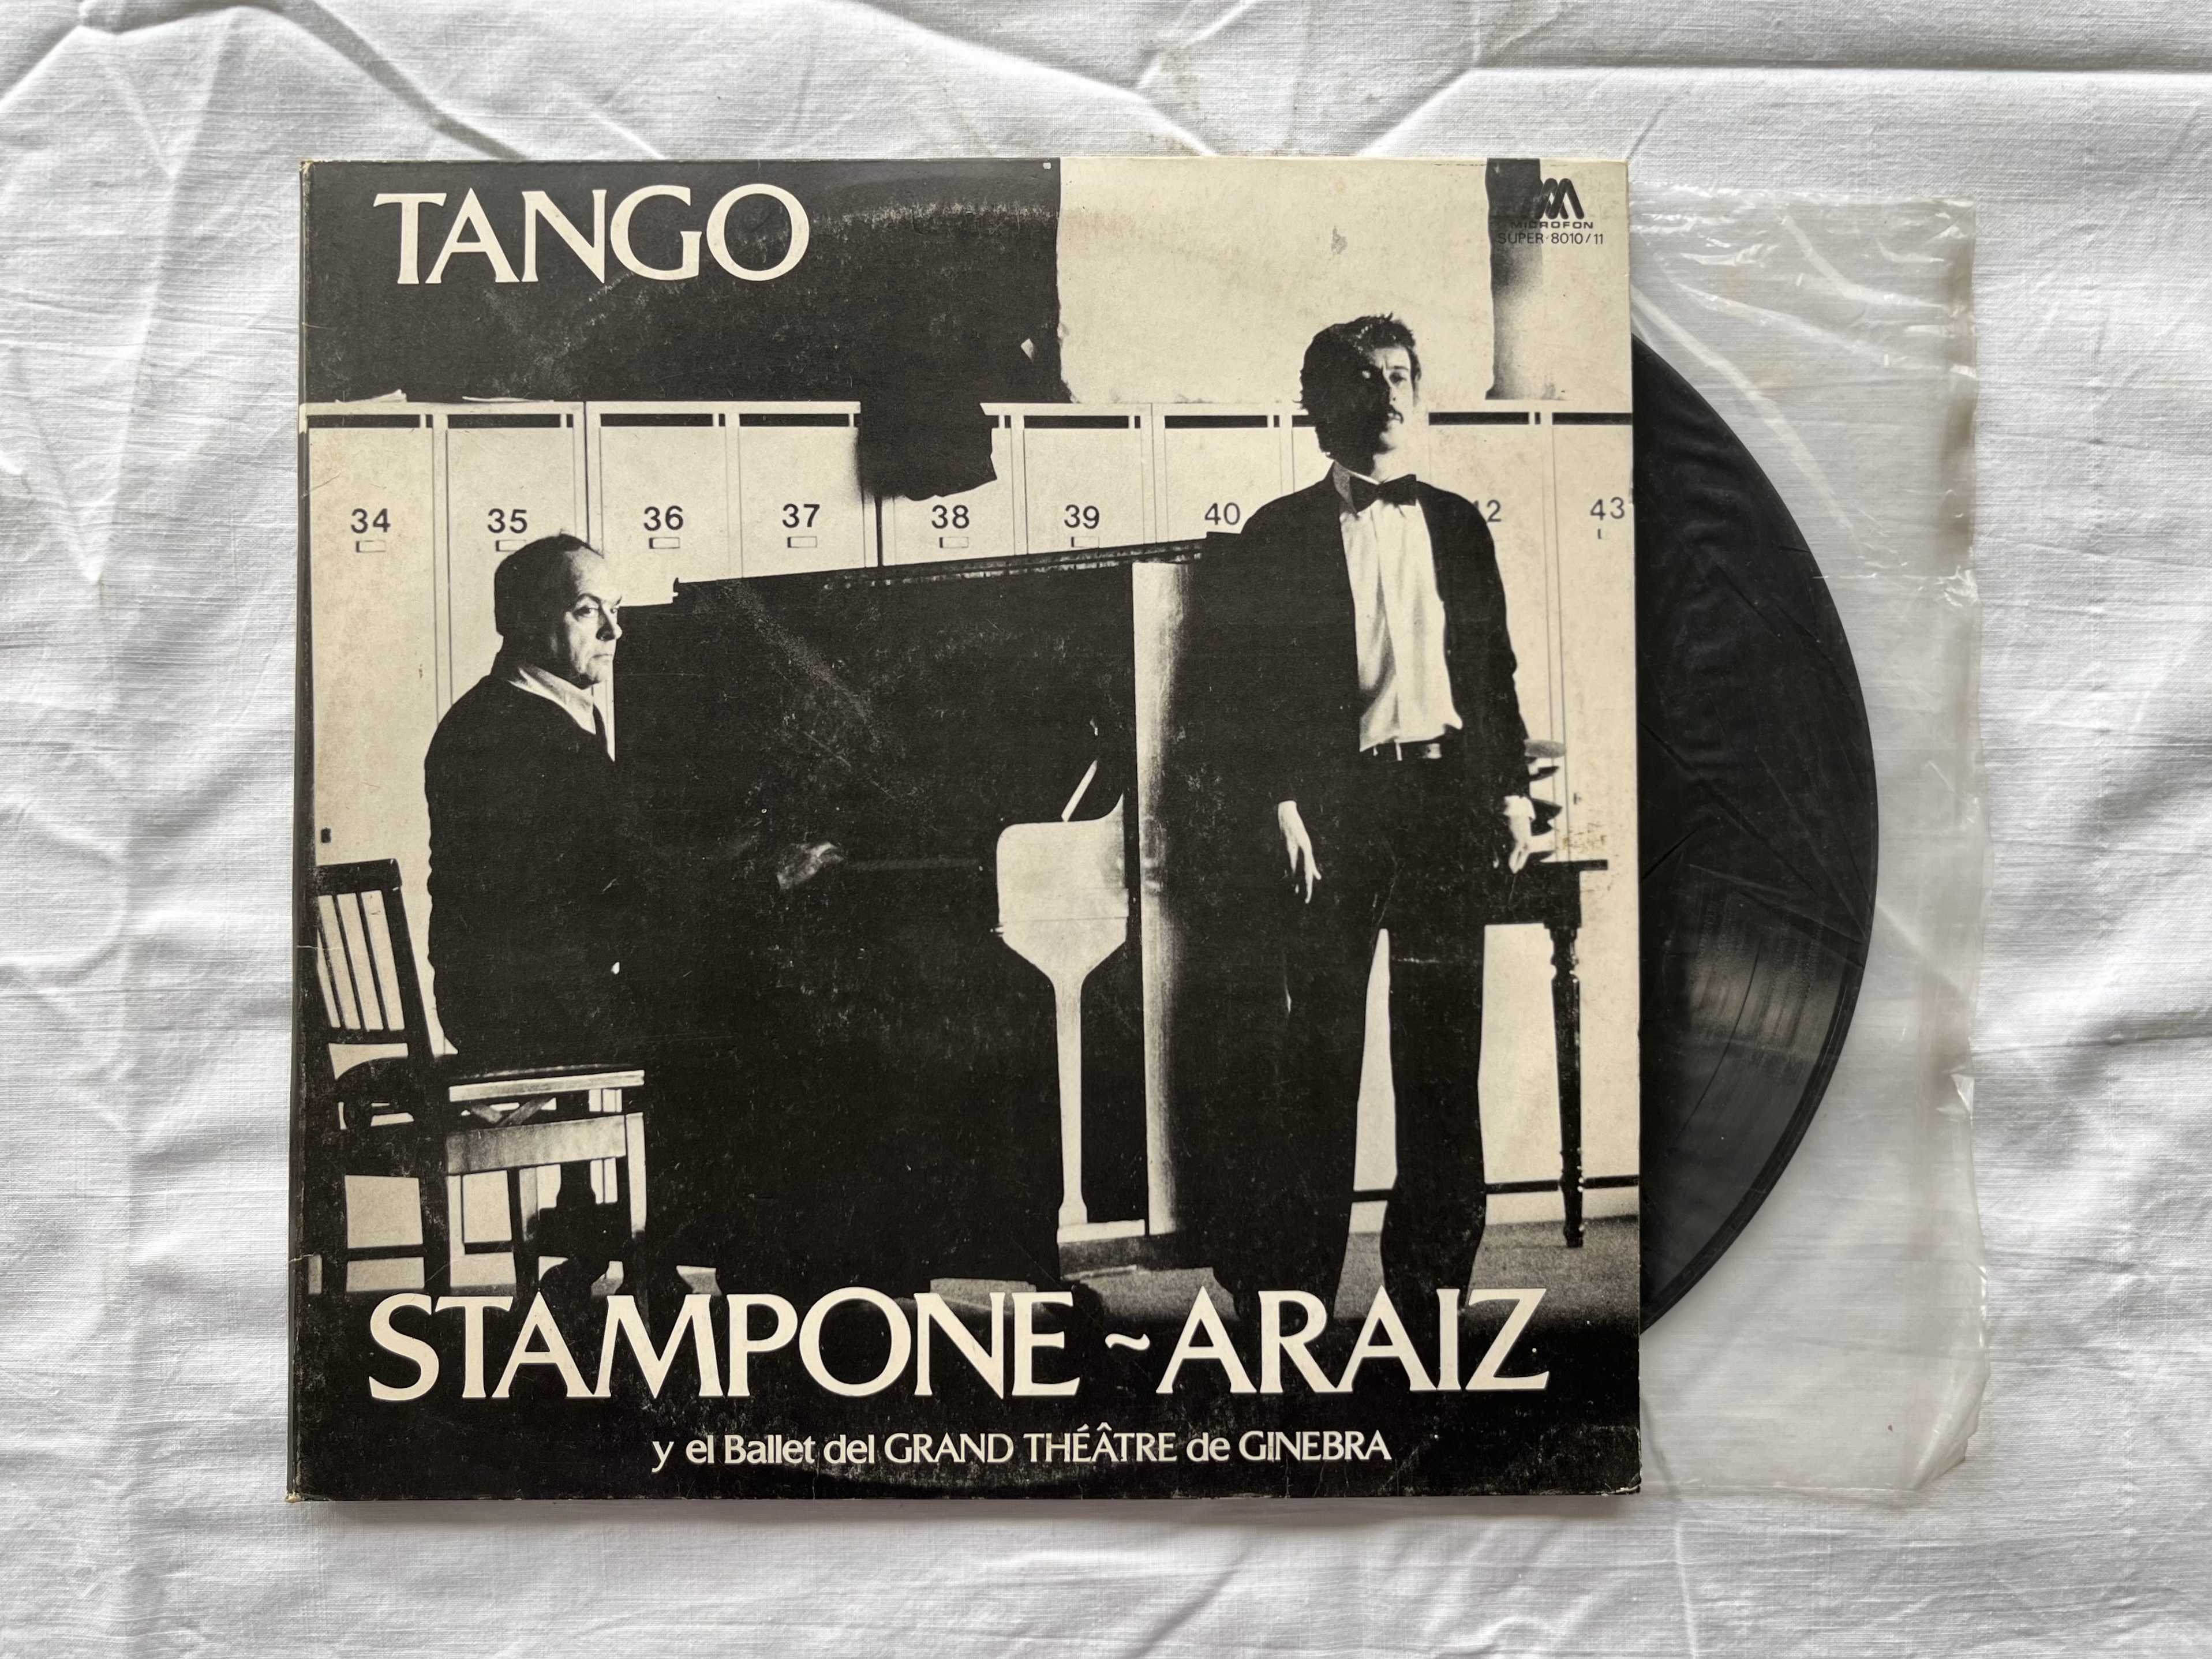 TANGO
MICROFON
SUPER-8010/11
34 35 36 37 38 39 40 12 43
STAMPONE ~ ARAIZ
y el Ballet del GRAND THÉÂTRE de GINEBRA